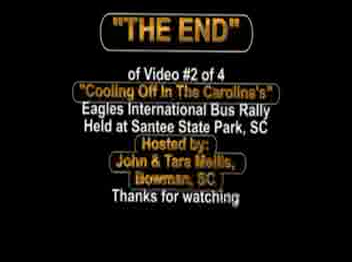 "THE END"
of Video #2 of 4
"Cooling Off In The Carolina's"
Eagles International Bus Rally
Held at Santee State Park, SC
Hosted by:
John & Tara Mellis,
Bowman, SC
Thanks for watching